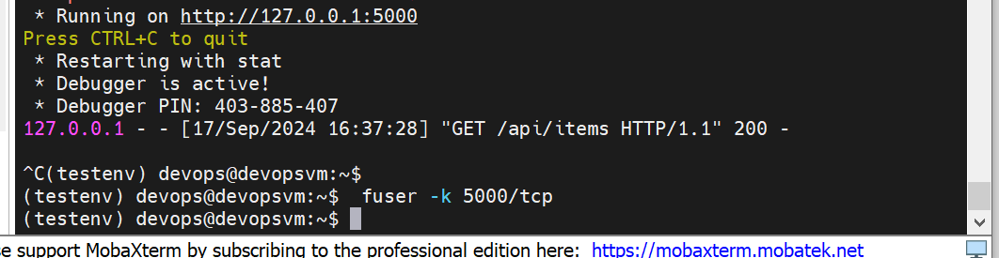 * Running on http://127.0.0.1:5000
Press CTRL+C to quit
* Restarting with stat
* Debugger is active!
* Debugger PIN: 403-885-407
127.0.0.1 - - [17/Sep/2024 16:37:28] "GET /api/items HTTP/1.1" 200 -
^C(testenv) devops@devopsvm:~$
(testenv) devops@devopsvm:~$  fuser -k 5000/tcp
(testenv) devops@devopsvm:~$
support MobaXterm by subscribing to the professional edition here: https://mobaxterm.mobatek.net